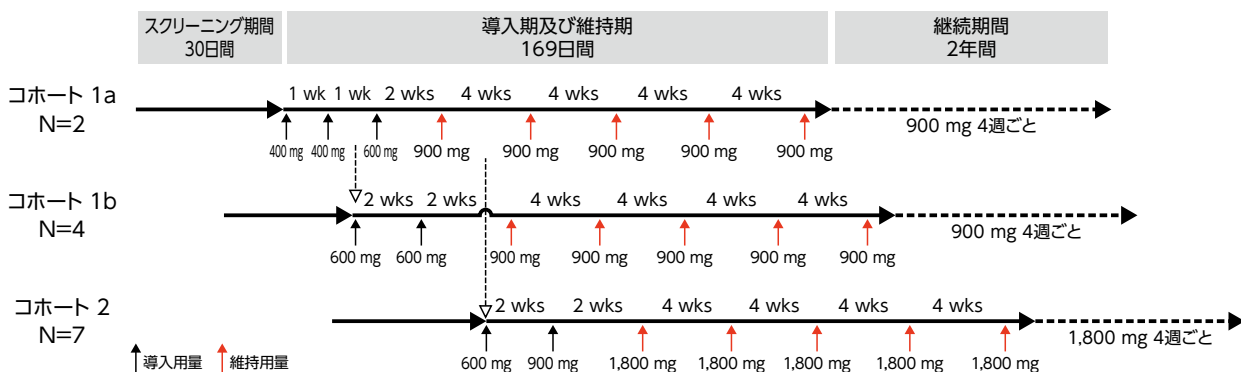 スクリーニング期間
30日間
導入期及び維持期
169日間
継続期間
2年間
コホート 1a
N=2
1 wk 1 wk 2 wks 4 wks 4 wks 4 wks 4 wks
400 mg 400 mg 600 mg 900 mg 900 mg 900 mg 900 mg 900 mg
900 mg 4週ごと
コホート 1b
N=4
2 wks 2 wks 4 wks 4 wks 4 wks 4 wks
600 mg 600 mg 900 mg 900 mg 900 mg 900 mg 900 mg
900 mg 4週ごと
コホート 2
N=7
2 wks 2 wks 4 wks 4 wks 4 wks 4 wks
600 mg 900 mg 1,800 mg 1,800 mg 1,800 mg 1,800 mg 1,800 mg
1,800 mg 4週ごと
導入用量 維持用量